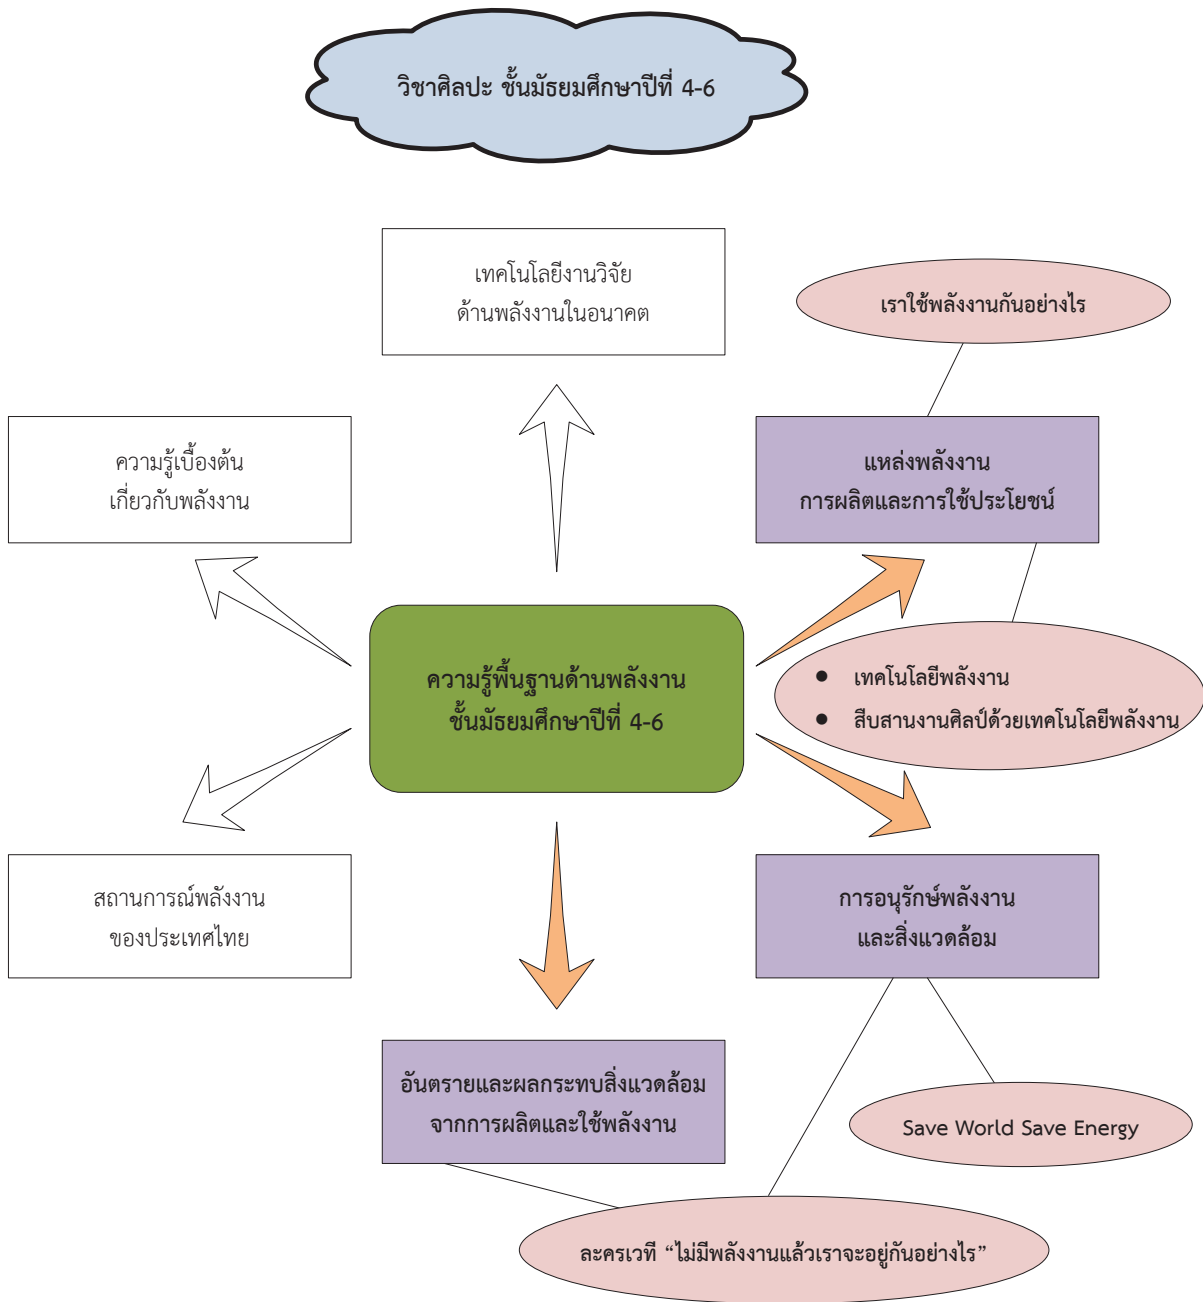 วิชาศิลปะ ชั้นมัธยมศึกษาปีที่ 4-6
เทคโนโลยีงานวิจัย
ด้านพลังงานในอนาคต
เราใช้พลังงานกันอย่างไร
ความรู้เบื้องต้น
เกี่ยวกับพลังงาน
แหล่งพลังงาน
การผลิตและการใช้ประโยชน์
ความรู้พื้นฐานด้านพลังงาน
ชั้นมัธยมศึกษาปีที่ 4-6
● เทคโนโลยีพลังงาน
● สืบสานงานศิลป์ด้วยเทคโนโลยีพลังงาน
สถานการณ์พลังงาน
ของประเทศไทย
การอนุรักษ์พลังงาน
และสิ่งแวดล้อม
อันตรายและผลกระทบสิ่งแวดล้อม
จากการผลิตและใช้พลังงาน
Save World Save Energy
ละครเวที “ไม่มีพลังงานแล้วเราจะอยู่กันอย่างไร”